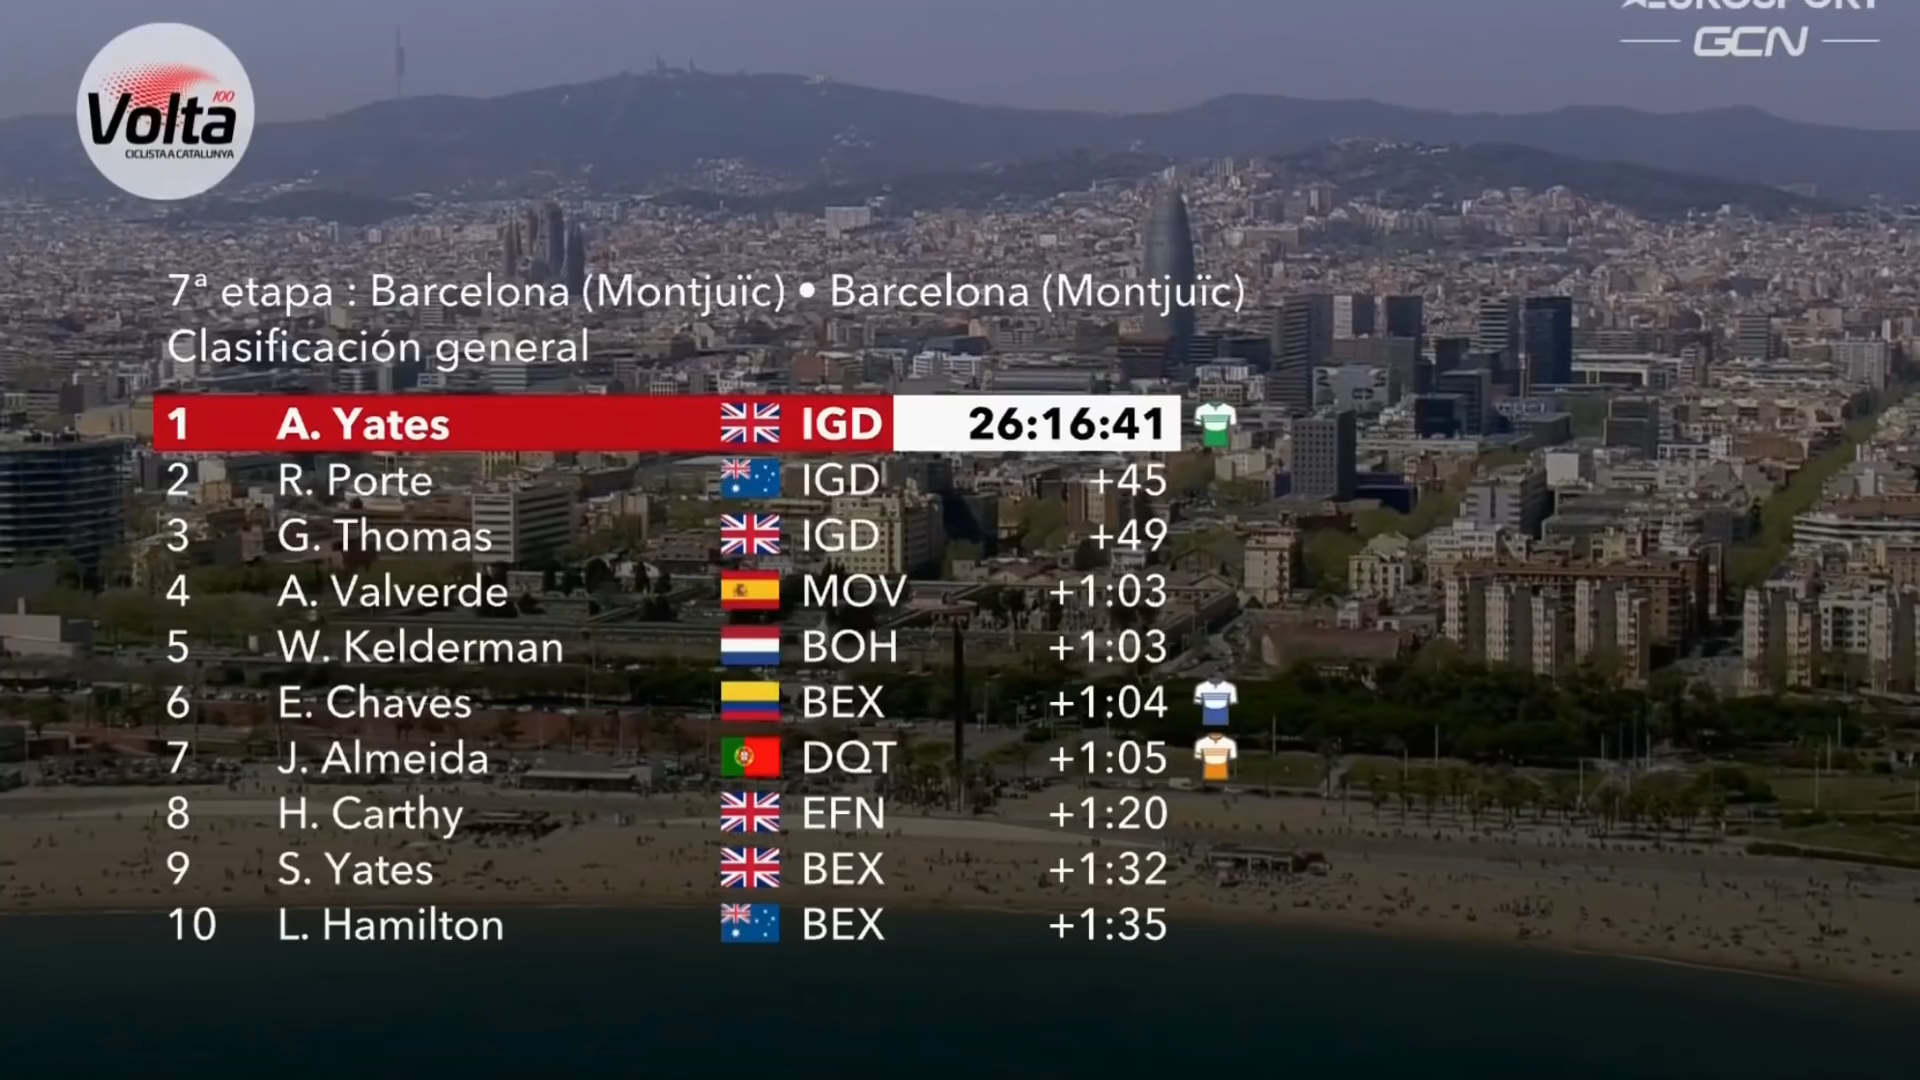 EUROSPORT
GCN
Volta 100
CICLISTA A CATALUNYA
7ª etapa : Barcelona (Montjuïc) • Barcelona (Montjuïc)
Clasificación general
1 A. Yates IGD 26:16:41
2 R. Porte IGD +45
3 G. Thomas IGD +49
4 A. Valverde MOV +1:03
5 W. Kelderman BOH +1:03
6 E. Chaves BEX +1:04
7 J. Almeida DQT +1:05
8 H. Carthy EFN +1:20
9 S. Yates BEX +1:32
10 L. Hamilton BEX +1:35